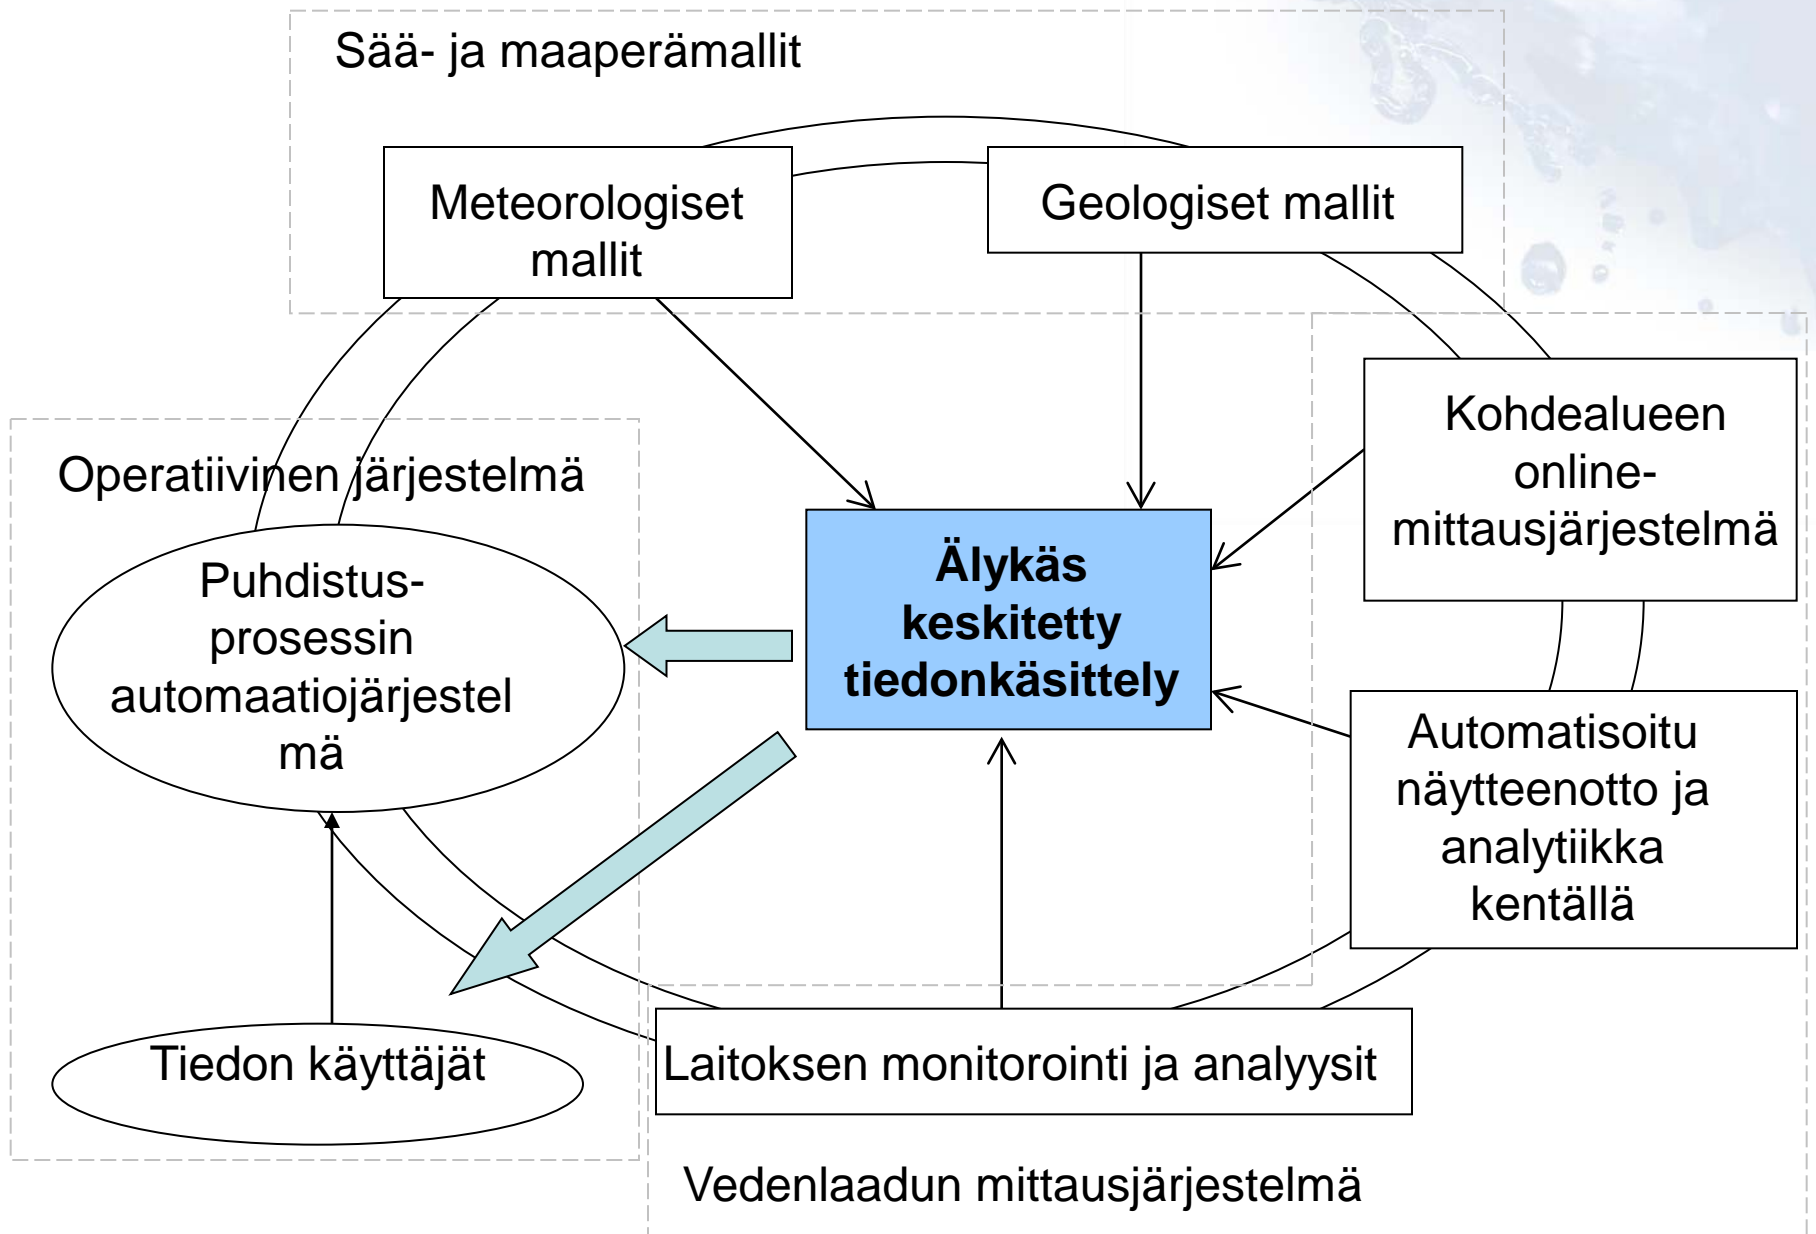 Sää- ja maaperämallit
Meteorologiset
mallit
Geologiset mallit
Kohdealueen
online-
mittausjärjestelmä
Operatiivinen järjestelmä
Puhdistus-
prosessin
automaatiojärjestel
mä
Älykäs
keskitetty
tiedonkäsittely
Automatisoitu
näytteenotto ja
analytiikka
kentällä
Tiedon käyttäjät
Laitoksen monitorointi ja analyysit
Vedenlaadun mittausjärjestelmä